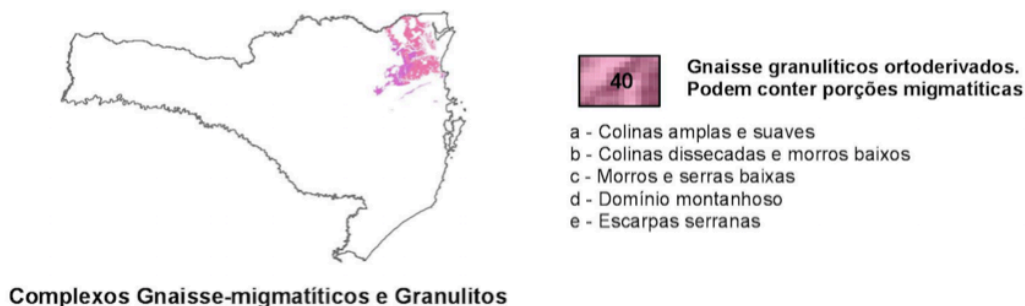 40
Gnaisse granulíticos ortoderivados.
Podem conter porções migmatíticas
a - Colinas amplas e suaves
b - Colinas dissecadas e morros baixos
c - Morros e serras baixas
d - Domínio montanhoso
e - Escarpas serranas
Complexos Gnaisse-migmatíticos e Granulitos